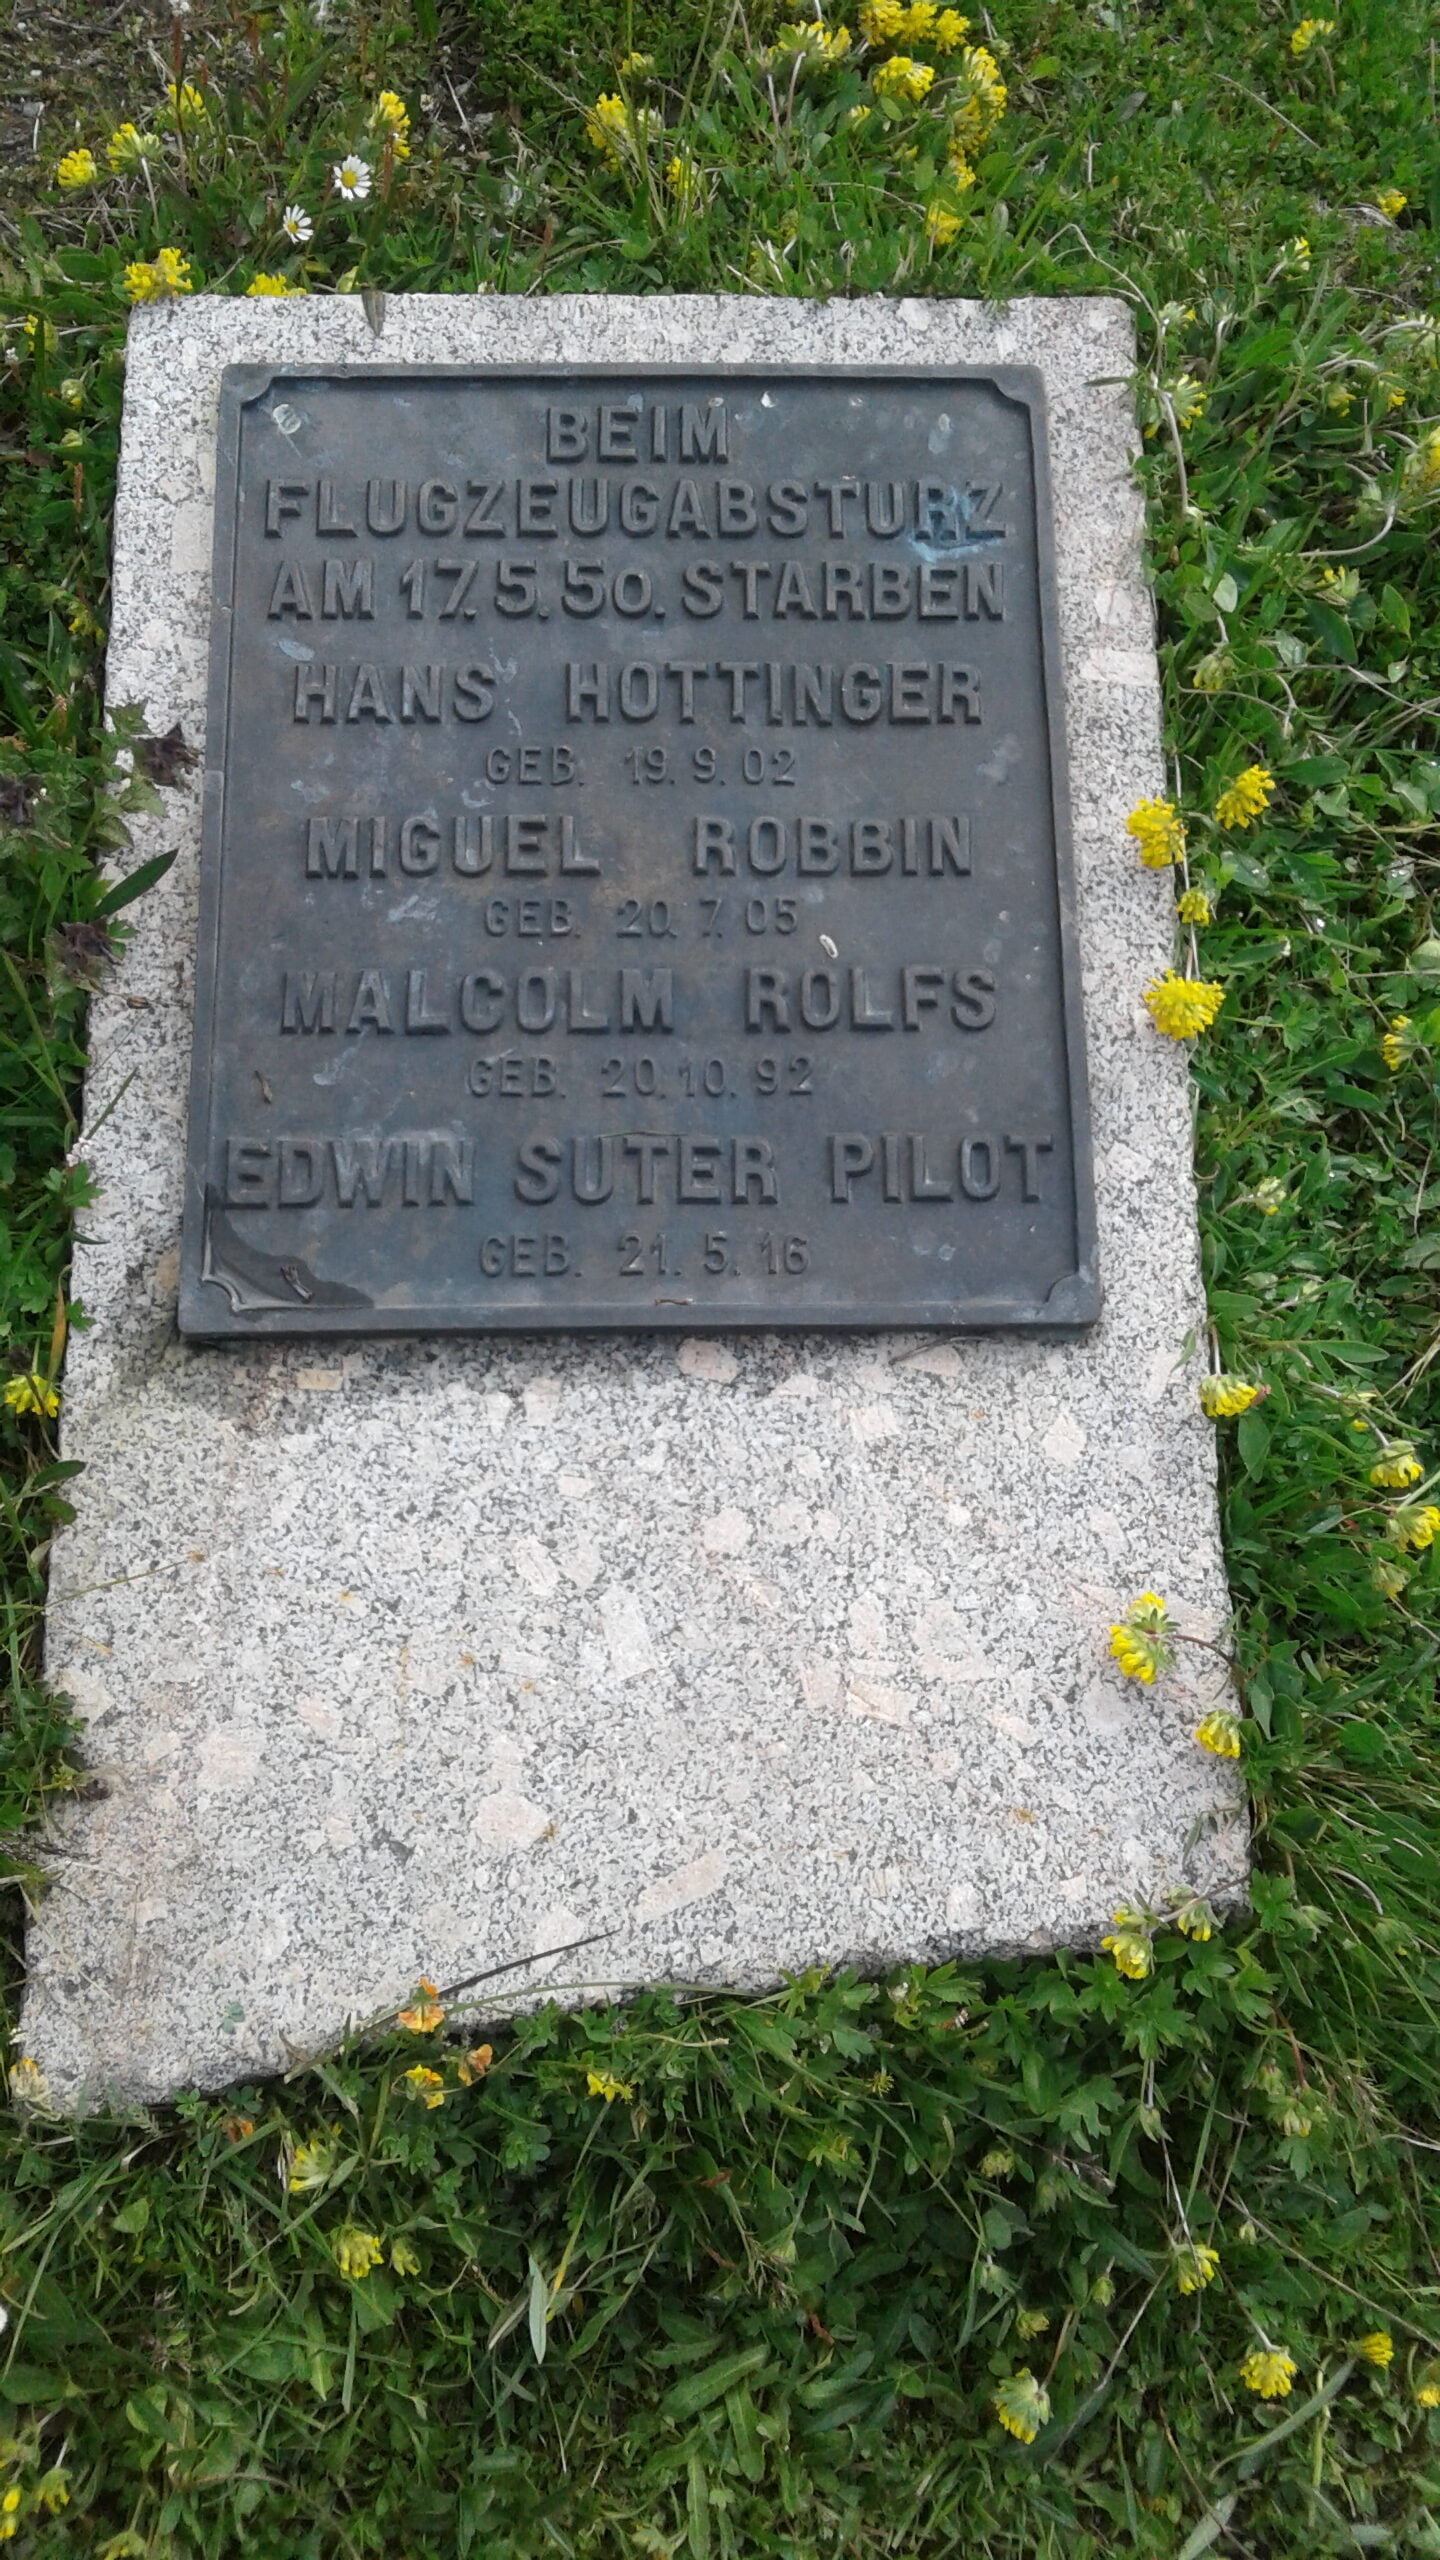 BEIM
FLUGZEUGABSTURZ
AM 17.5.50. STARBEN
HANS HOTTINGER
GEB. 19.9.02
MIGUEL ROBBIN
GEB. 20.7.05
MALCOLM ROLFS
GEB. 20.10.92
EDWIN SUTER PILOT
GEB. 21.5.16